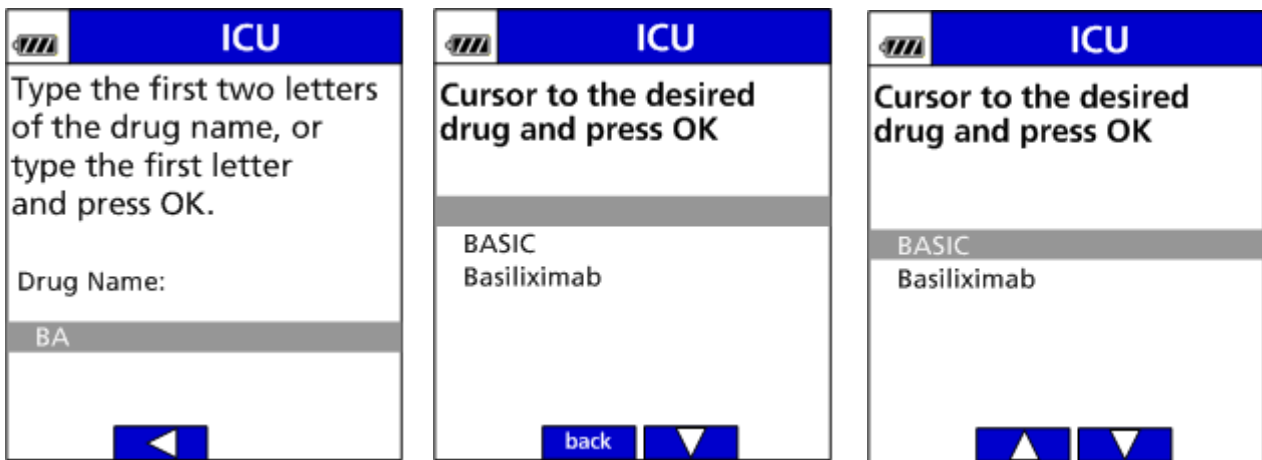 ICU
Type the first two letters
of the drug name, or
type the first letter
and press OK.
Drug Name:
BA
ICU
Cursor to the desired
drug and press OK
BASIC
Basiliximab
back
ICU
Cursor to the desired
drug and press OK
BASIC
Basiliximab